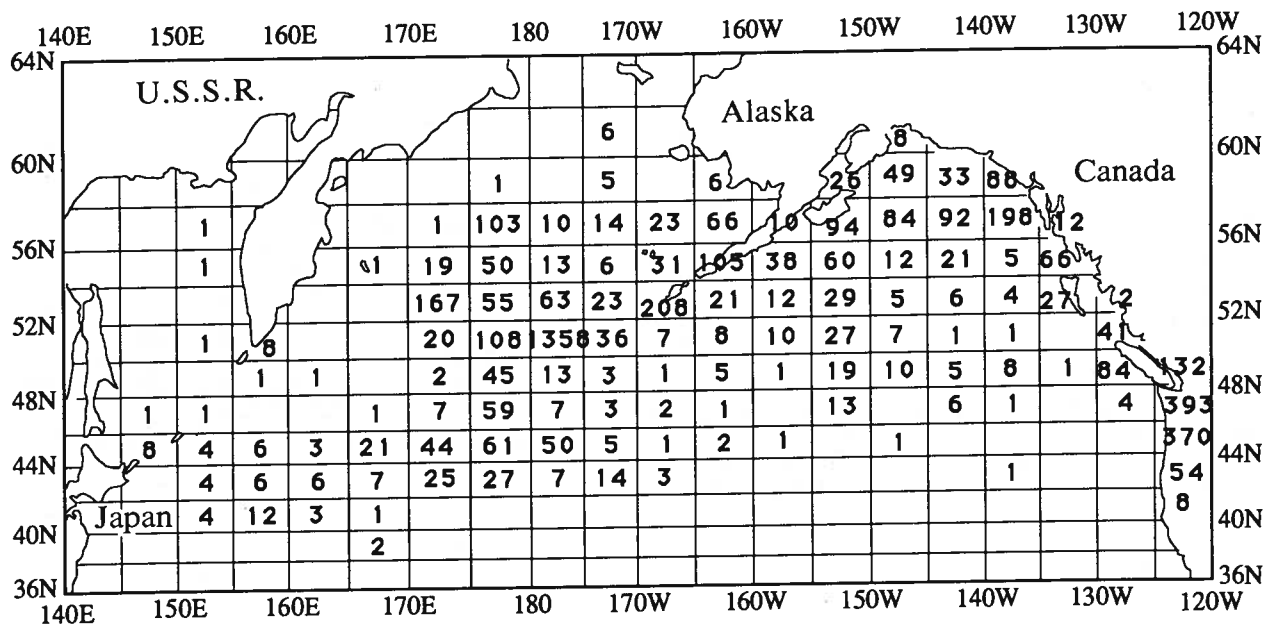 140E 150E 160E 170E 180 170W 160W 150W 140W 130W 120W
64N 64N
U.S.S.R. Alaska
6 8
60N 60N
1 5 6 26 49 33 88 Canada
1 1 103 10 14 23 66 10 94 84 92 198 12
56N 56N
1 1 19 50 13 6 31 105 38 60 12 21 5 66
167 55 63 23 208 21 12 29 5 6 4 27 2
52N 52N
1 8 20 108 1358 36 7 8 10 27 7 1 1 41
1 1 2 45 13 3 1 5 1 19 10 5 8 1 84 132
48N 48N
1 1 1 7 59 7 3 2 1 13 6 1 4 393
8 4 6 3 21 44 61 50 5 1 2 1 1 370
44N 44N
4 6 6 7 25 27 7 14 3 1 54
Japan 4 12 3 1 8
40N 40N
2
36N 36N
140E 150E 160E 170E 180 170W 160W 150W 140W 130W 120W